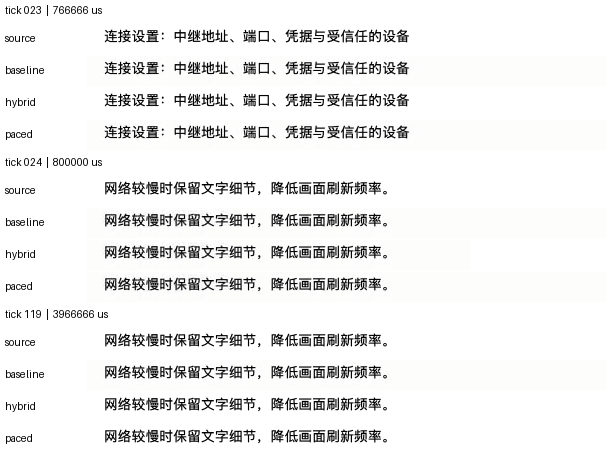 tick 023 | 766666 us
source 连接设置：中继地址、端口、凭据与受信任的设备
baseline 连接设置：中继地址、端口、凭据与受信任的设备
hybrid 连接设置：中继地址、端口、凭据与受信任的设备
paced 连接设置：中继地址、端口、凭据与受信任的设备
tick 024 | 800000 us
source 网络较慢时保留文字细节，降低画面刷新频率。
baseline 网络较慢时保留文字细节，降低画面刷新频率。
hybrid 网络较慢时保留文字细节，降低画面刷新频率。
paced 网络较慢时保留文字细节，降低画面刷新频率。
tick 119 | 3966666 us
source 网络较慢时保留文字细节，降低画面刷新频率。
baseline 网络较慢时保留文字细节，降低画面刷新频率。
hybrid 网络较慢时保留文字细节，降低画面刷新频率。
paced 网络较慢时保留文字细节，降低画面刷新频率。